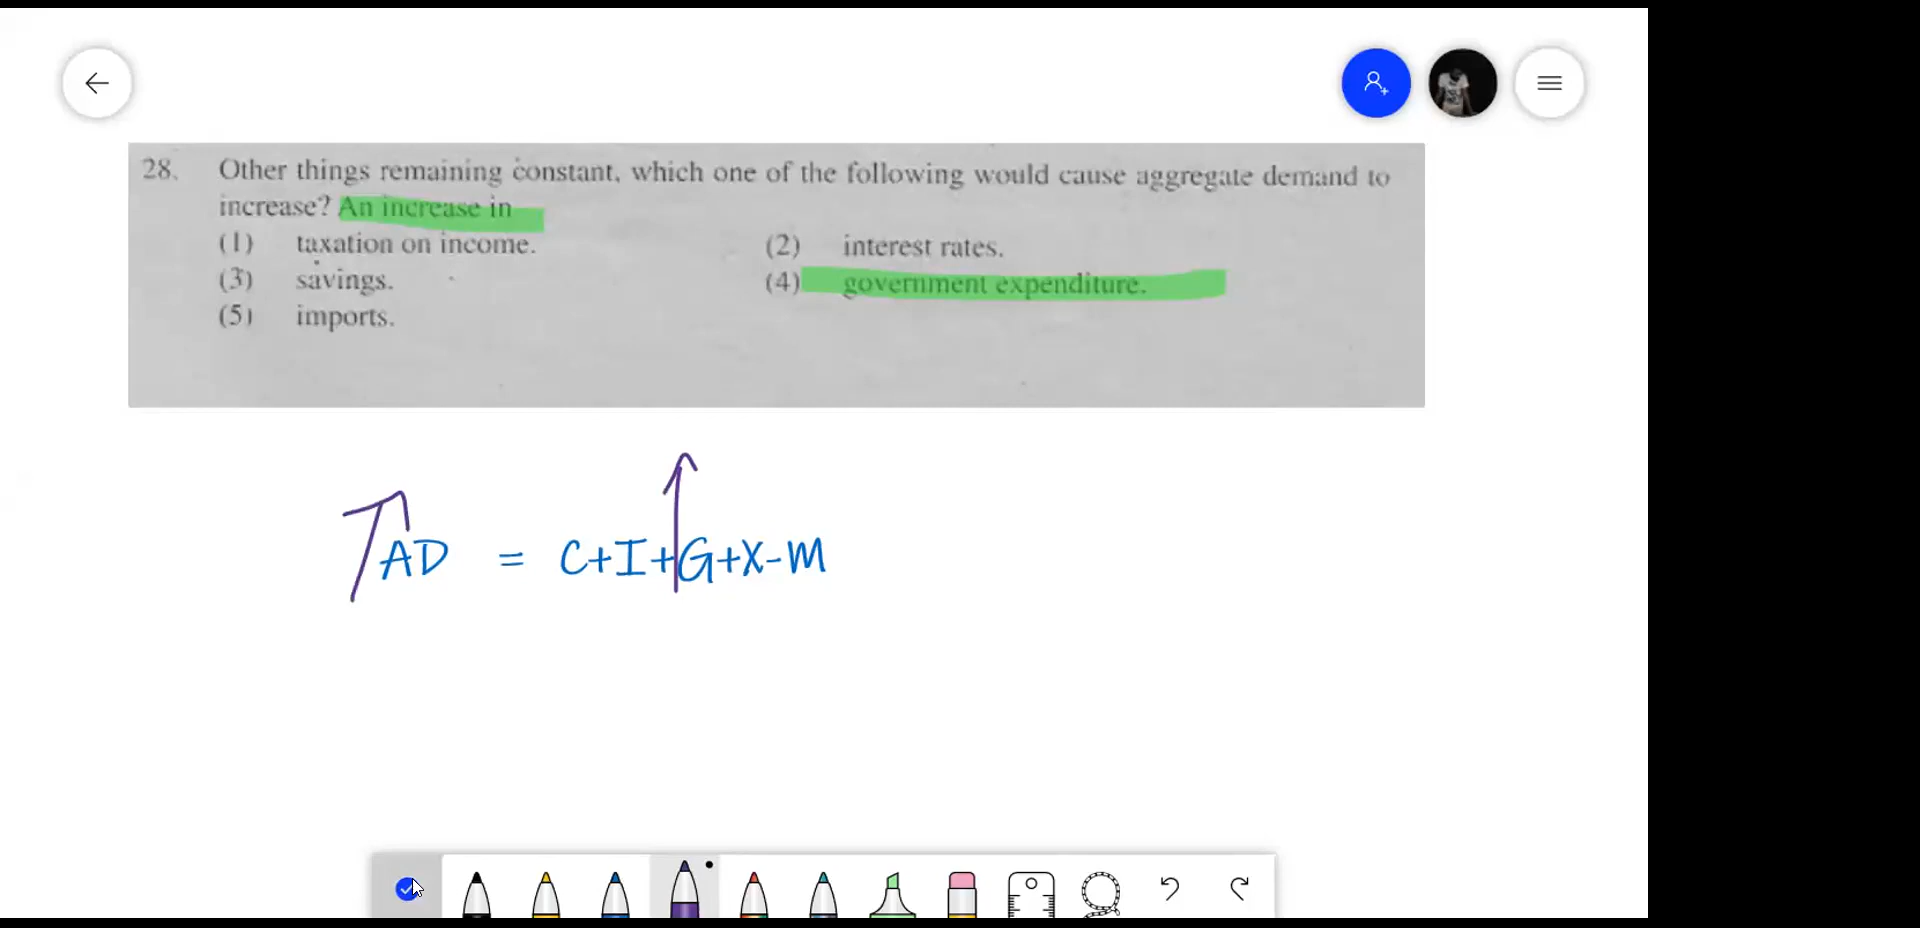 28. Other things remaining constant, which one of the following would cause aggregate demand to
increase? An increase in
(1) taxation on income. (2) interest rates.
(3) savings. (4) government expenditure.
(5) imports.
AD = C+I+G+X-M